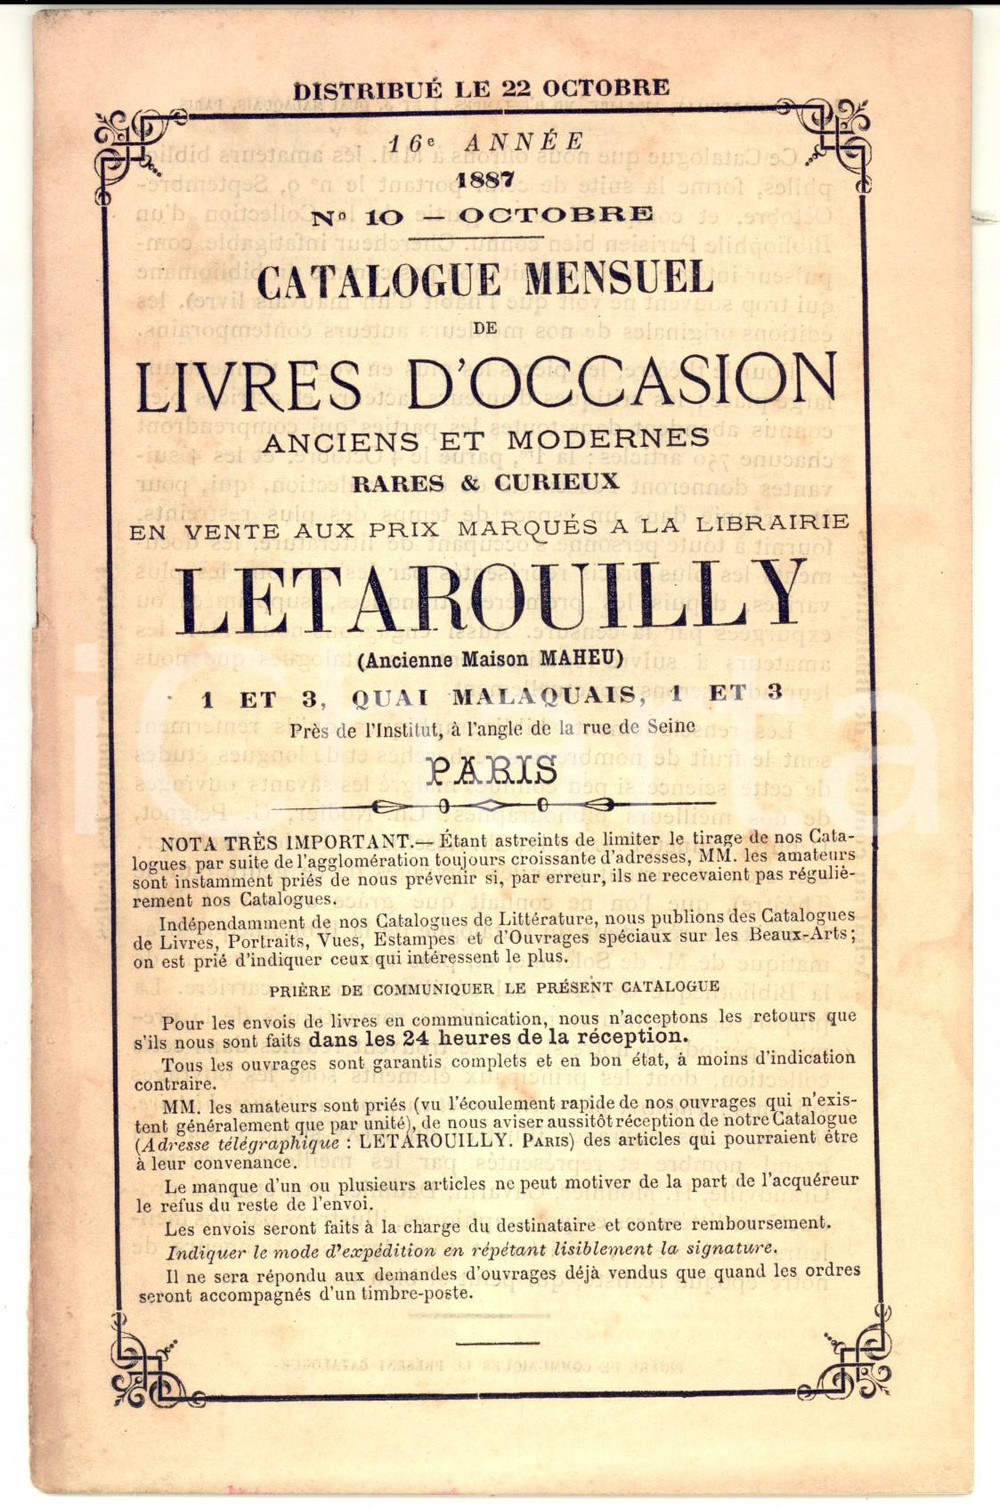 DISTRIBUÉ LE 22 OCTOBRE
16e ANNÉE
1887
No 10 — OCTOBRE
CATALOGUE MENSUEL
DE
LIVRES D'OCCASION
ANCIENS ET MODERNES
RARES & CURIEUX
EN VENTE AUX PRIX MARQUÉS A LA LIBRAIRIE
LETAROUILLY
(Ancienne Maison MAHEU)
1 ET 3, QUAI MALAQUAIS, 1 ET 3
Près de l'Institut, à l'angle de la rue de Seine
PARIS
NOTA TRÈS IMPORTANT.— Étant astreints de limiter le tirage de nos Cata-
logues par suite de l'agglomération toujours croissante d'adresses, MM. les amateurs
sont instamment priés de nous prévenir si, par erreur, ils ne recevaient pas réguliè-
rement nos Catalogues.
Indépendamment de nos Catalogues de Littérature, nous publions des Catalogues
de Livres, Portraits, Vues, Estampes et d'Ouvrages spéciaux sur les Beaux-Arts;
on est prié d'indiquer ceux qui intéressent le plus.
PRIÈRE DE COMMUNIQUER LE PRÉSENT CATALOGUE
Pour les envois de livres en communication, nous n'acceptons les retours que
s'ils nous sont faits dans les 24 heures de la réception.
Tous les ouvrages sont garantis complets et en bon état, à moins d'indication
contraire.
MM. les amateurs sont priés (vu l'écoulement rapide de nos ouvrages qui n'exis-
tent généralement que par unité), de nous aviser aussitôt réception de notre Catalogue
(Adresse télégraphique : LETAROUILLY. PARIS) des articles qui pourraient être
à leur convenance.
Le manque d'un ou plusieurs articles ne peut motiver de la part de l'acquéreur
le refus du reste de l'envoi.
Les envois seront faits à la charge du destinataire et contre remboursement.
Indiquer le mode d'expédition en répétant lisiblement la signature.
Il ne sera répondu aux demandes d'ouvrages déjà vendus que quand les ordres
seront accompagnés d'un timbre-poste.